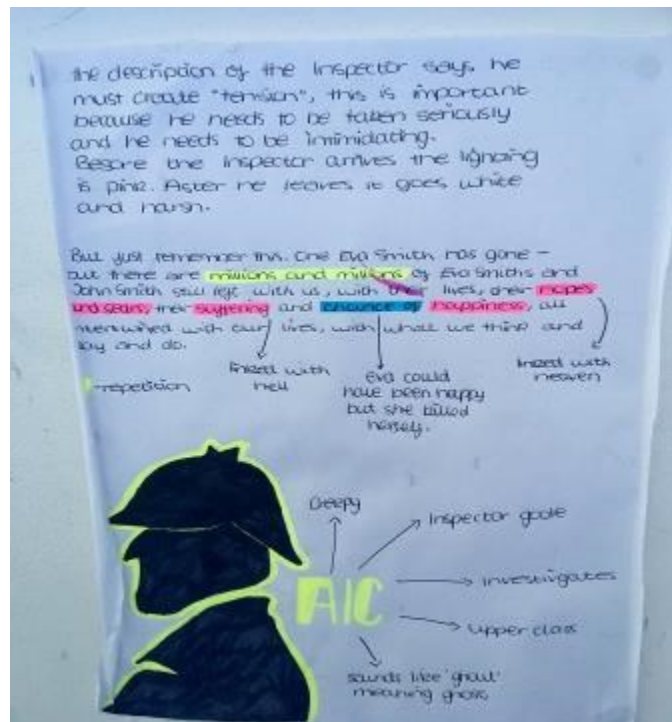 the description of the Inspector says, he
must create "tension", this is important
because he needs to be taken seriously
and he needs to be intimidating.
Before the inspector arrives the lighting
is pink. After he leaves it goes white
and harsh.
But just remember this. One Eva Smith has gone –
but there are millions and millions of Eva Smiths and
John Smith still left with us, with their lives, their hopes
and fears, their suffering and chance of happiness, all
intertwined with our lives, with what we think and
say and do.
-repetition
linked with
hell
Eva could
have been happy
but she killed
herself.
linked with
heaven
Creepy
Inspector goole
AIC
investigates
upper class
sounds like 'ghoul'
meaning ghost